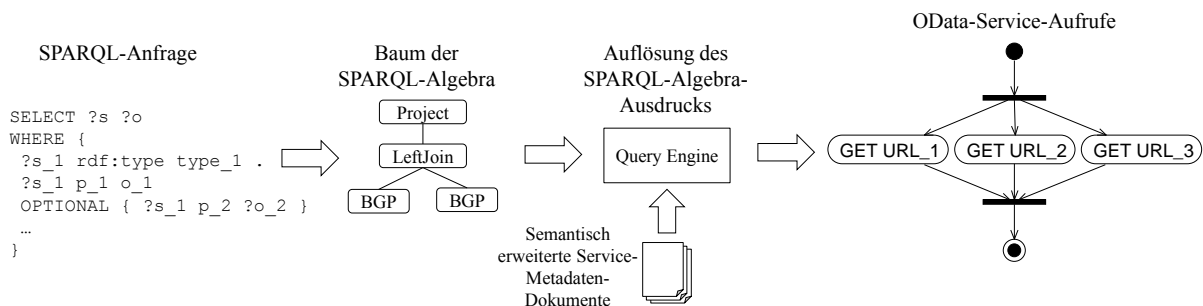 SPARQL-Anfrage
SELECT ?s ?o
WHERE {
?s_1 rdf:type type_1 .
?s_1 p_1 o_1
OPTIONAL { ?s_1 p_2 ?o_2 }
…
}
Baum der
SPARQL-Algebra
Project
LeftJoin
BGP
BGP
Auflösung des
SPARQL-Algebra-
Ausdrucks
Query Engine
Semantisch
erweiterte Service-
Metadaten-
Dokumente
OData-Service-Aufrufe
GET URL_1
GET URL_2
GET URL_3